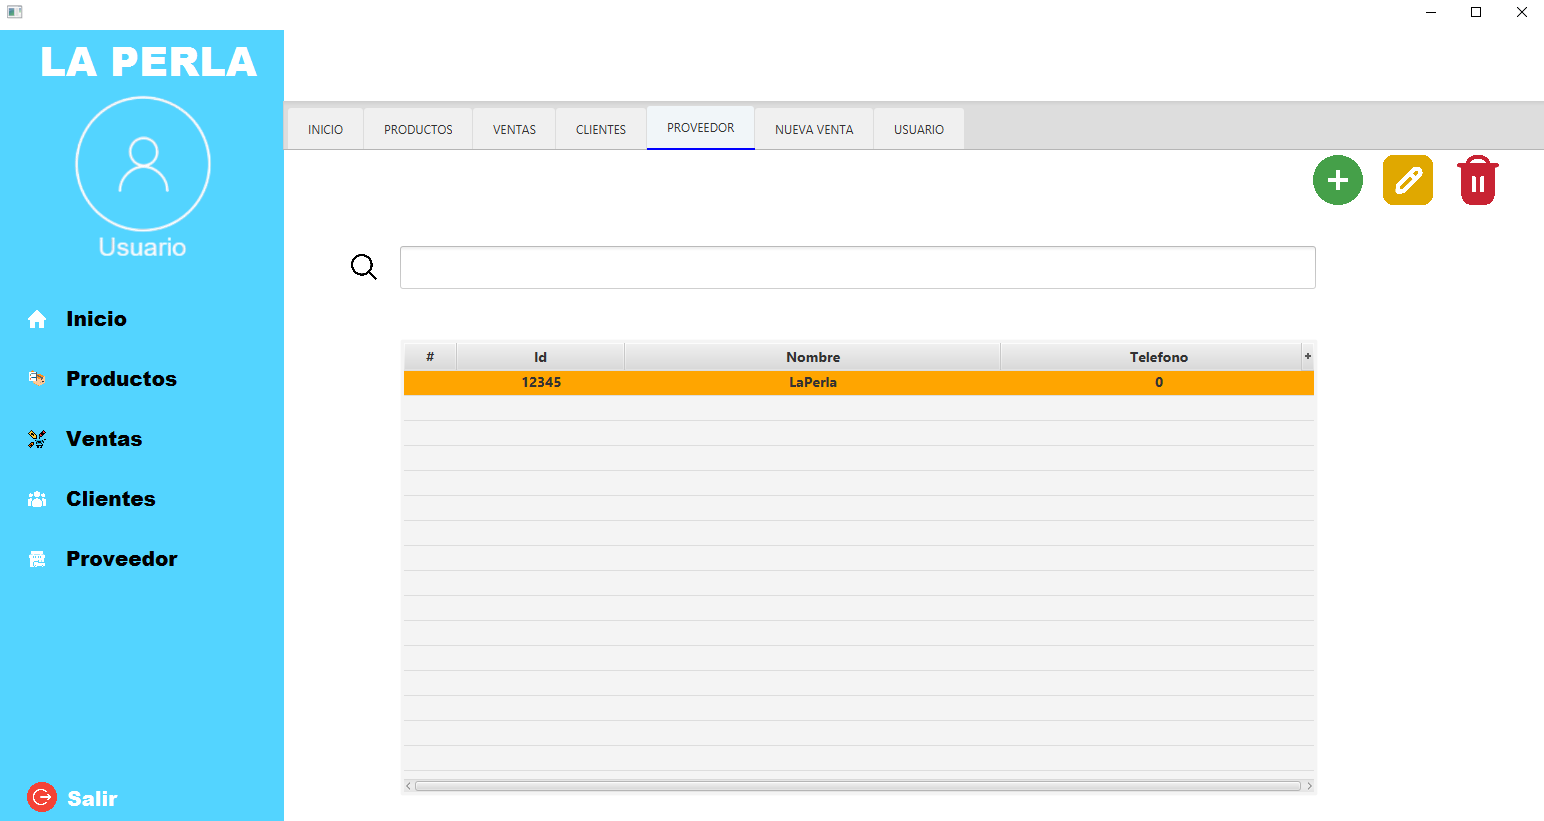 LA PERLA
Usuario
Inicio
Productos
Ventas
Clientes
Proveedor
Salir
INICIO PRODUCTOS VENTAS CLIENTES PROVEEDOR NUEVA VENTA USUARIO
# Id Nombre Telefono +
12345 LaPerla 0